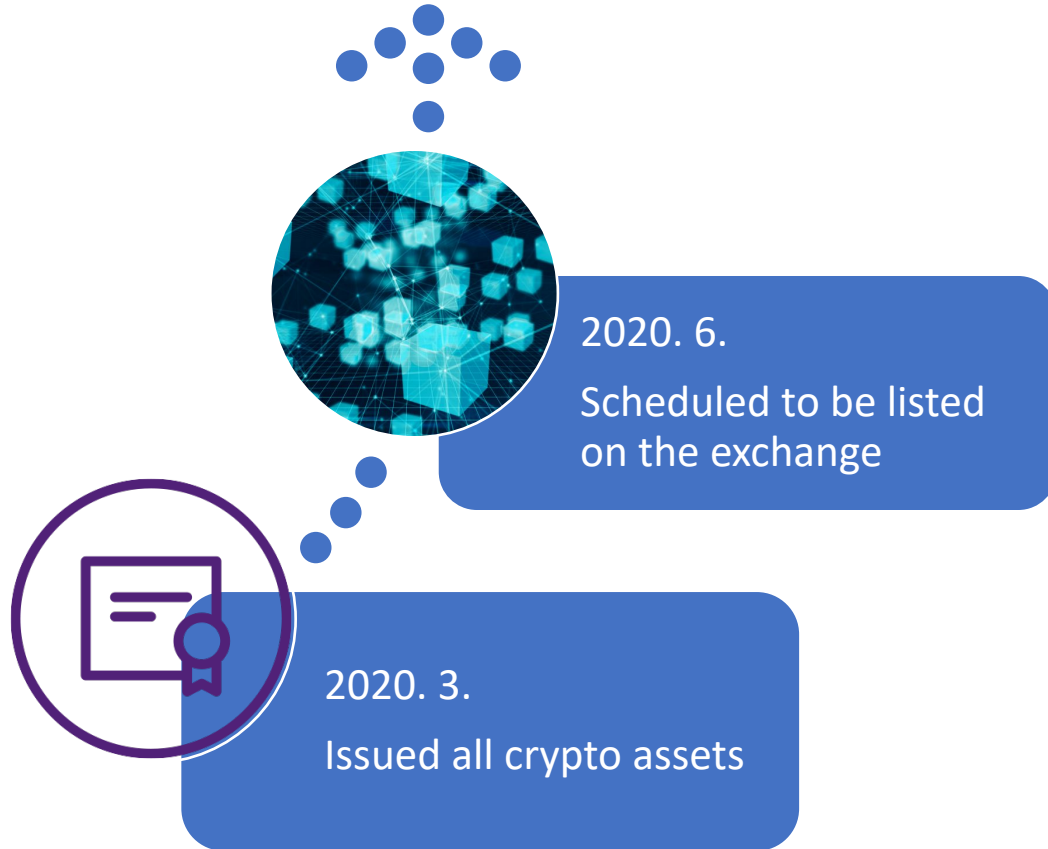 2020. 6.
Scheduled to be listed
on the exchange
2020. 3.
Issued all crypto assets